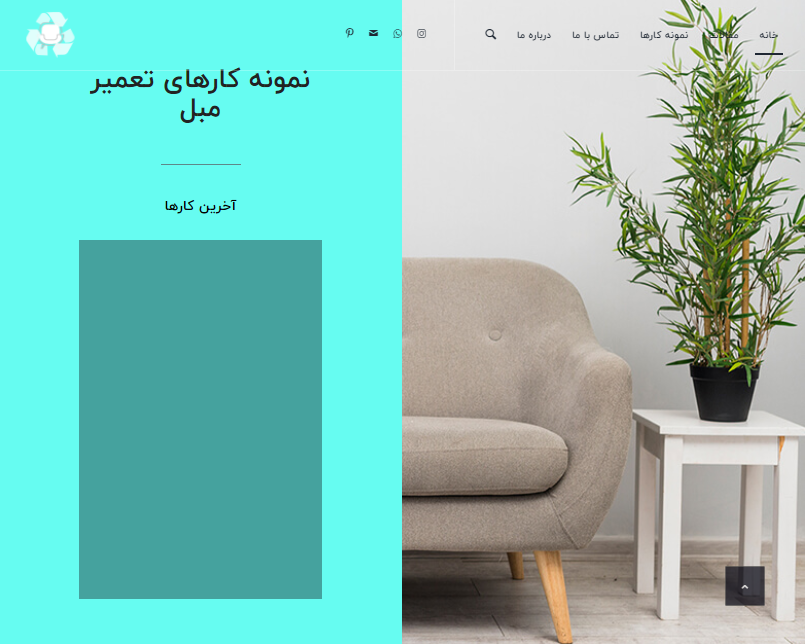 خانه
مقالات
نمونه کارها
تماس با ما
درباره ما
نمونه کارهای تعمیر
مبل
آخرین کارها